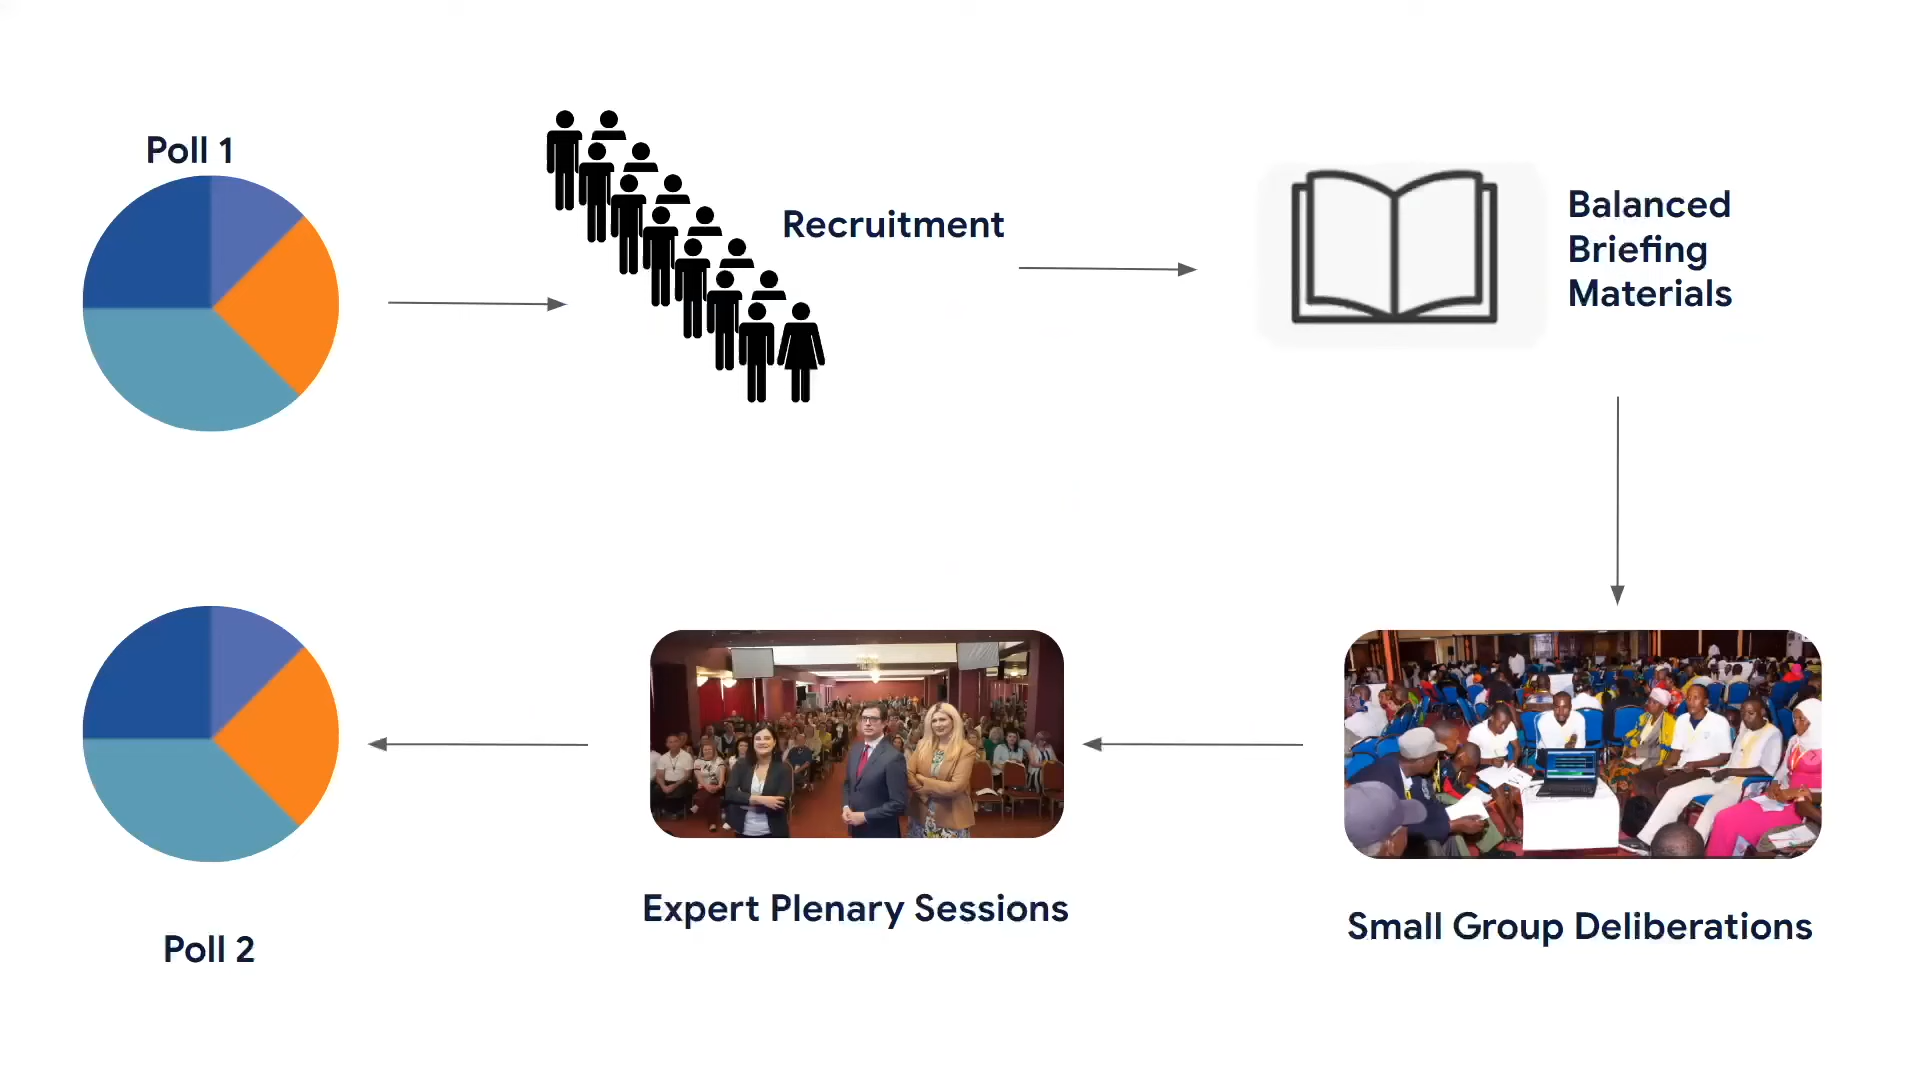 Poll 1
Recruitment
Balanced
Briefing
Materials
Small Group Deliberations
Expert Plenary Sessions
Poll 2